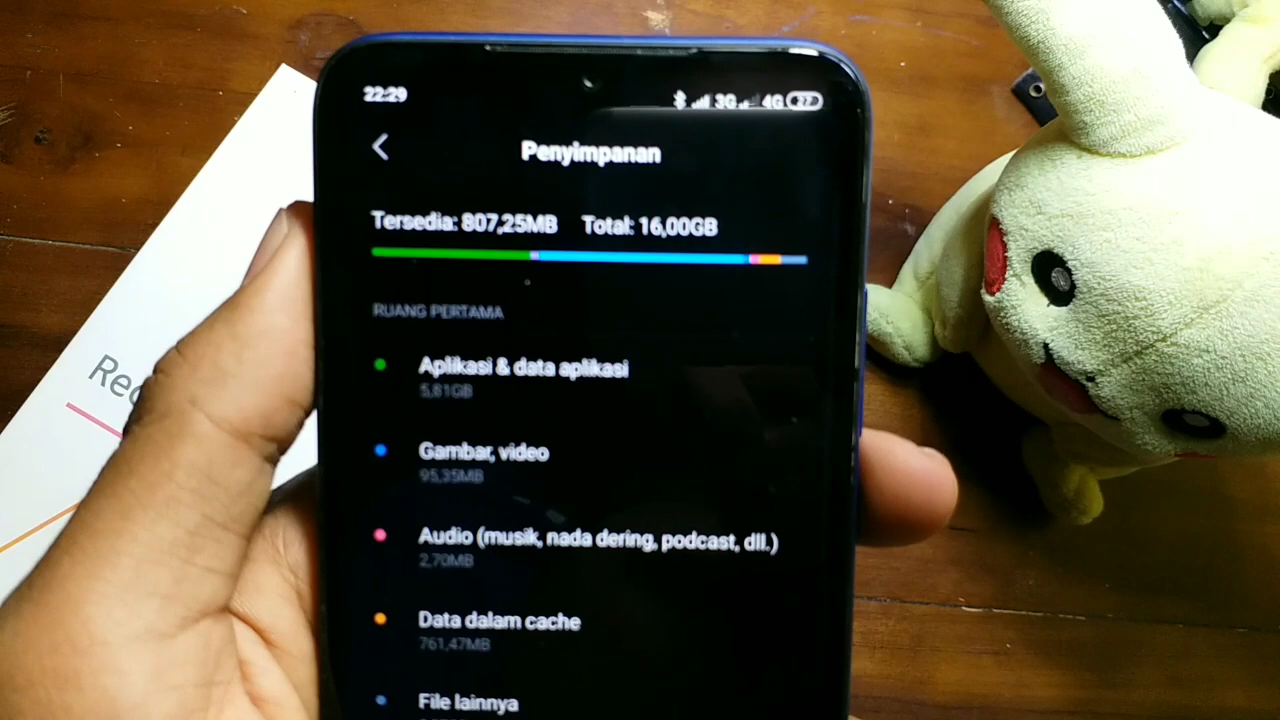 22:29
3G 4G 27
Penyimpanan
Tersedia: 807,25MB Total: 16,00GB
RUANG PERTAMA
Aplikasi & data aplikasi
5,81GB
Gambar, video
95,35MB
Audio (musik, nada dering, podcast, dll.)
2,70MB
Data dalam cache
761,47MB
File lainnya